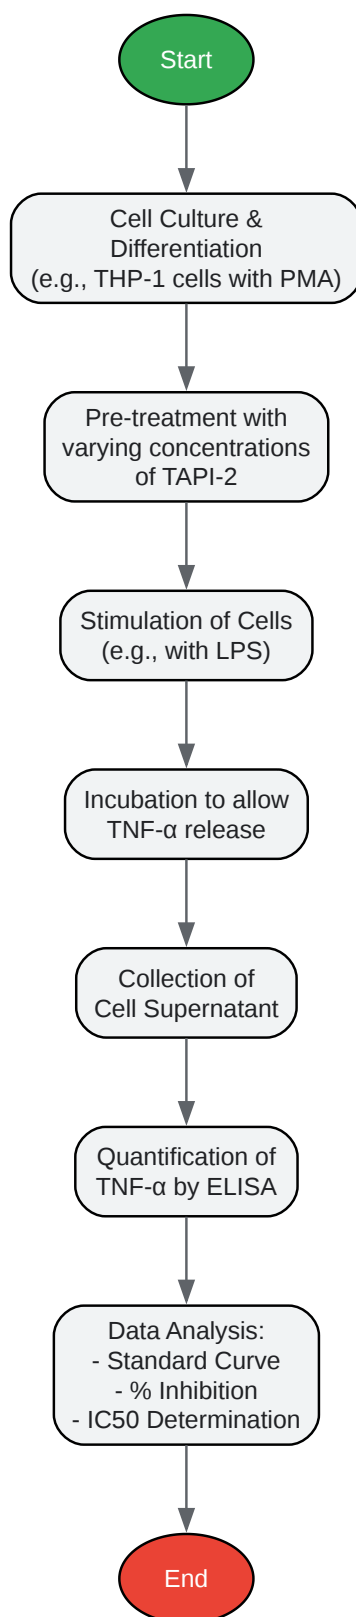 Start
Cell Culture &
Differentiation
(e.g., THP-1 cells with PMA)
Pre-treatment with
varying concentrations
of TAPI-2
Stimulation of Cells
(e.g., with LPS)
Incubation to allow
TNF-α release
Collection of
Cell Supernatant
Quantification of
TNF-α by ELISA
Data Analysis:
- Standard Curve
- % Inhibition
- IC50 Determination
End